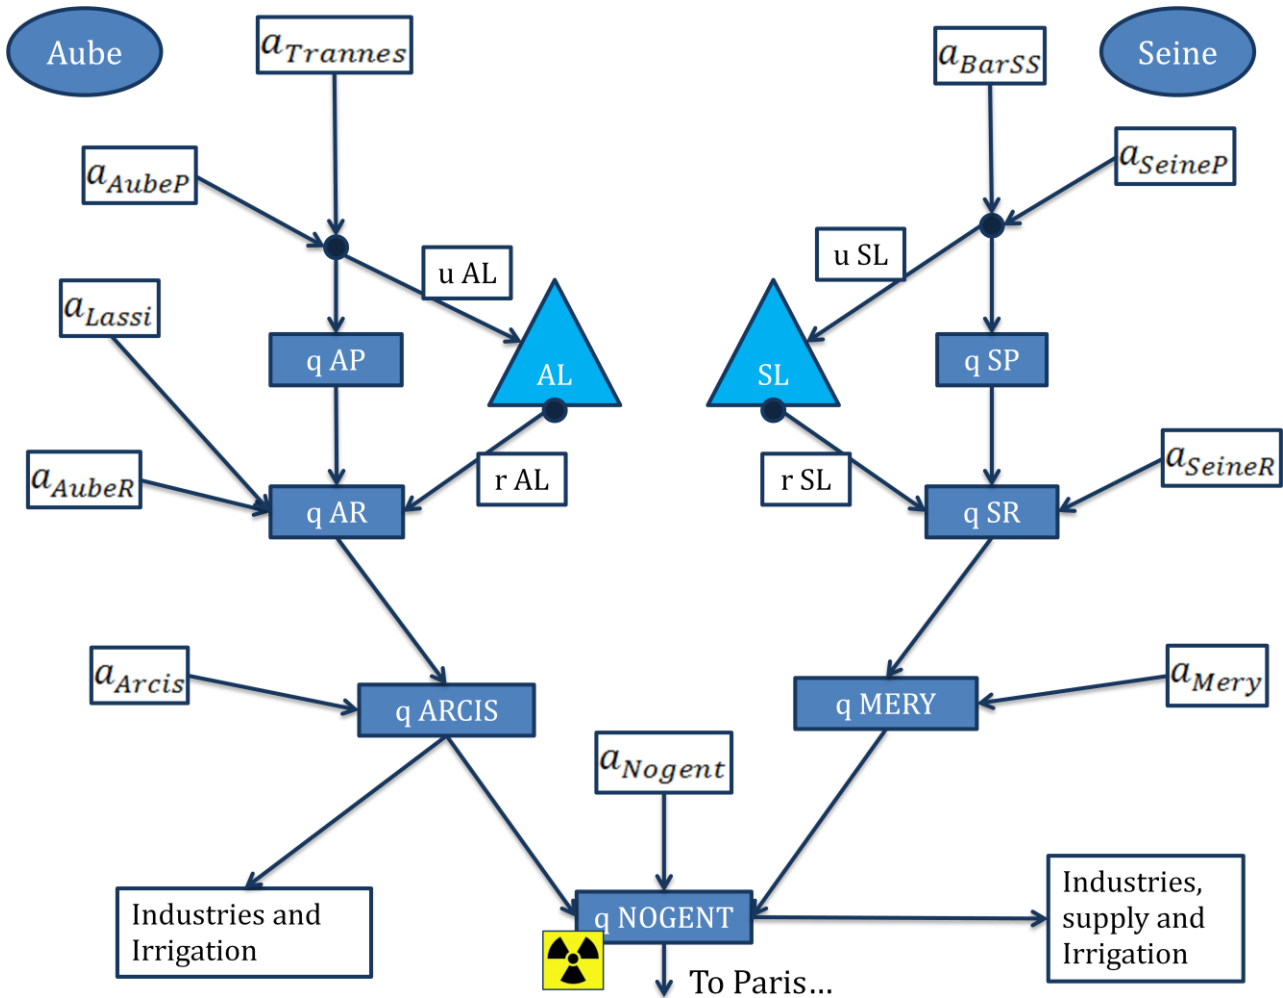 Aube
a_Trannes
a_BarSS
Seine
a_AubeP
a_SeineP
u AL
u SL
a_Lassi
q AP
AL
SL
q SP
a_AubeR
r AL
r SL
a_SeineR
q AR
q SR
a_Arcis
a_Mery
q ARCIS
q MERY
a_Nogent
Industries and
Irrigation
q NOGENT
Industries,
supply and
Irrigation
To Paris...